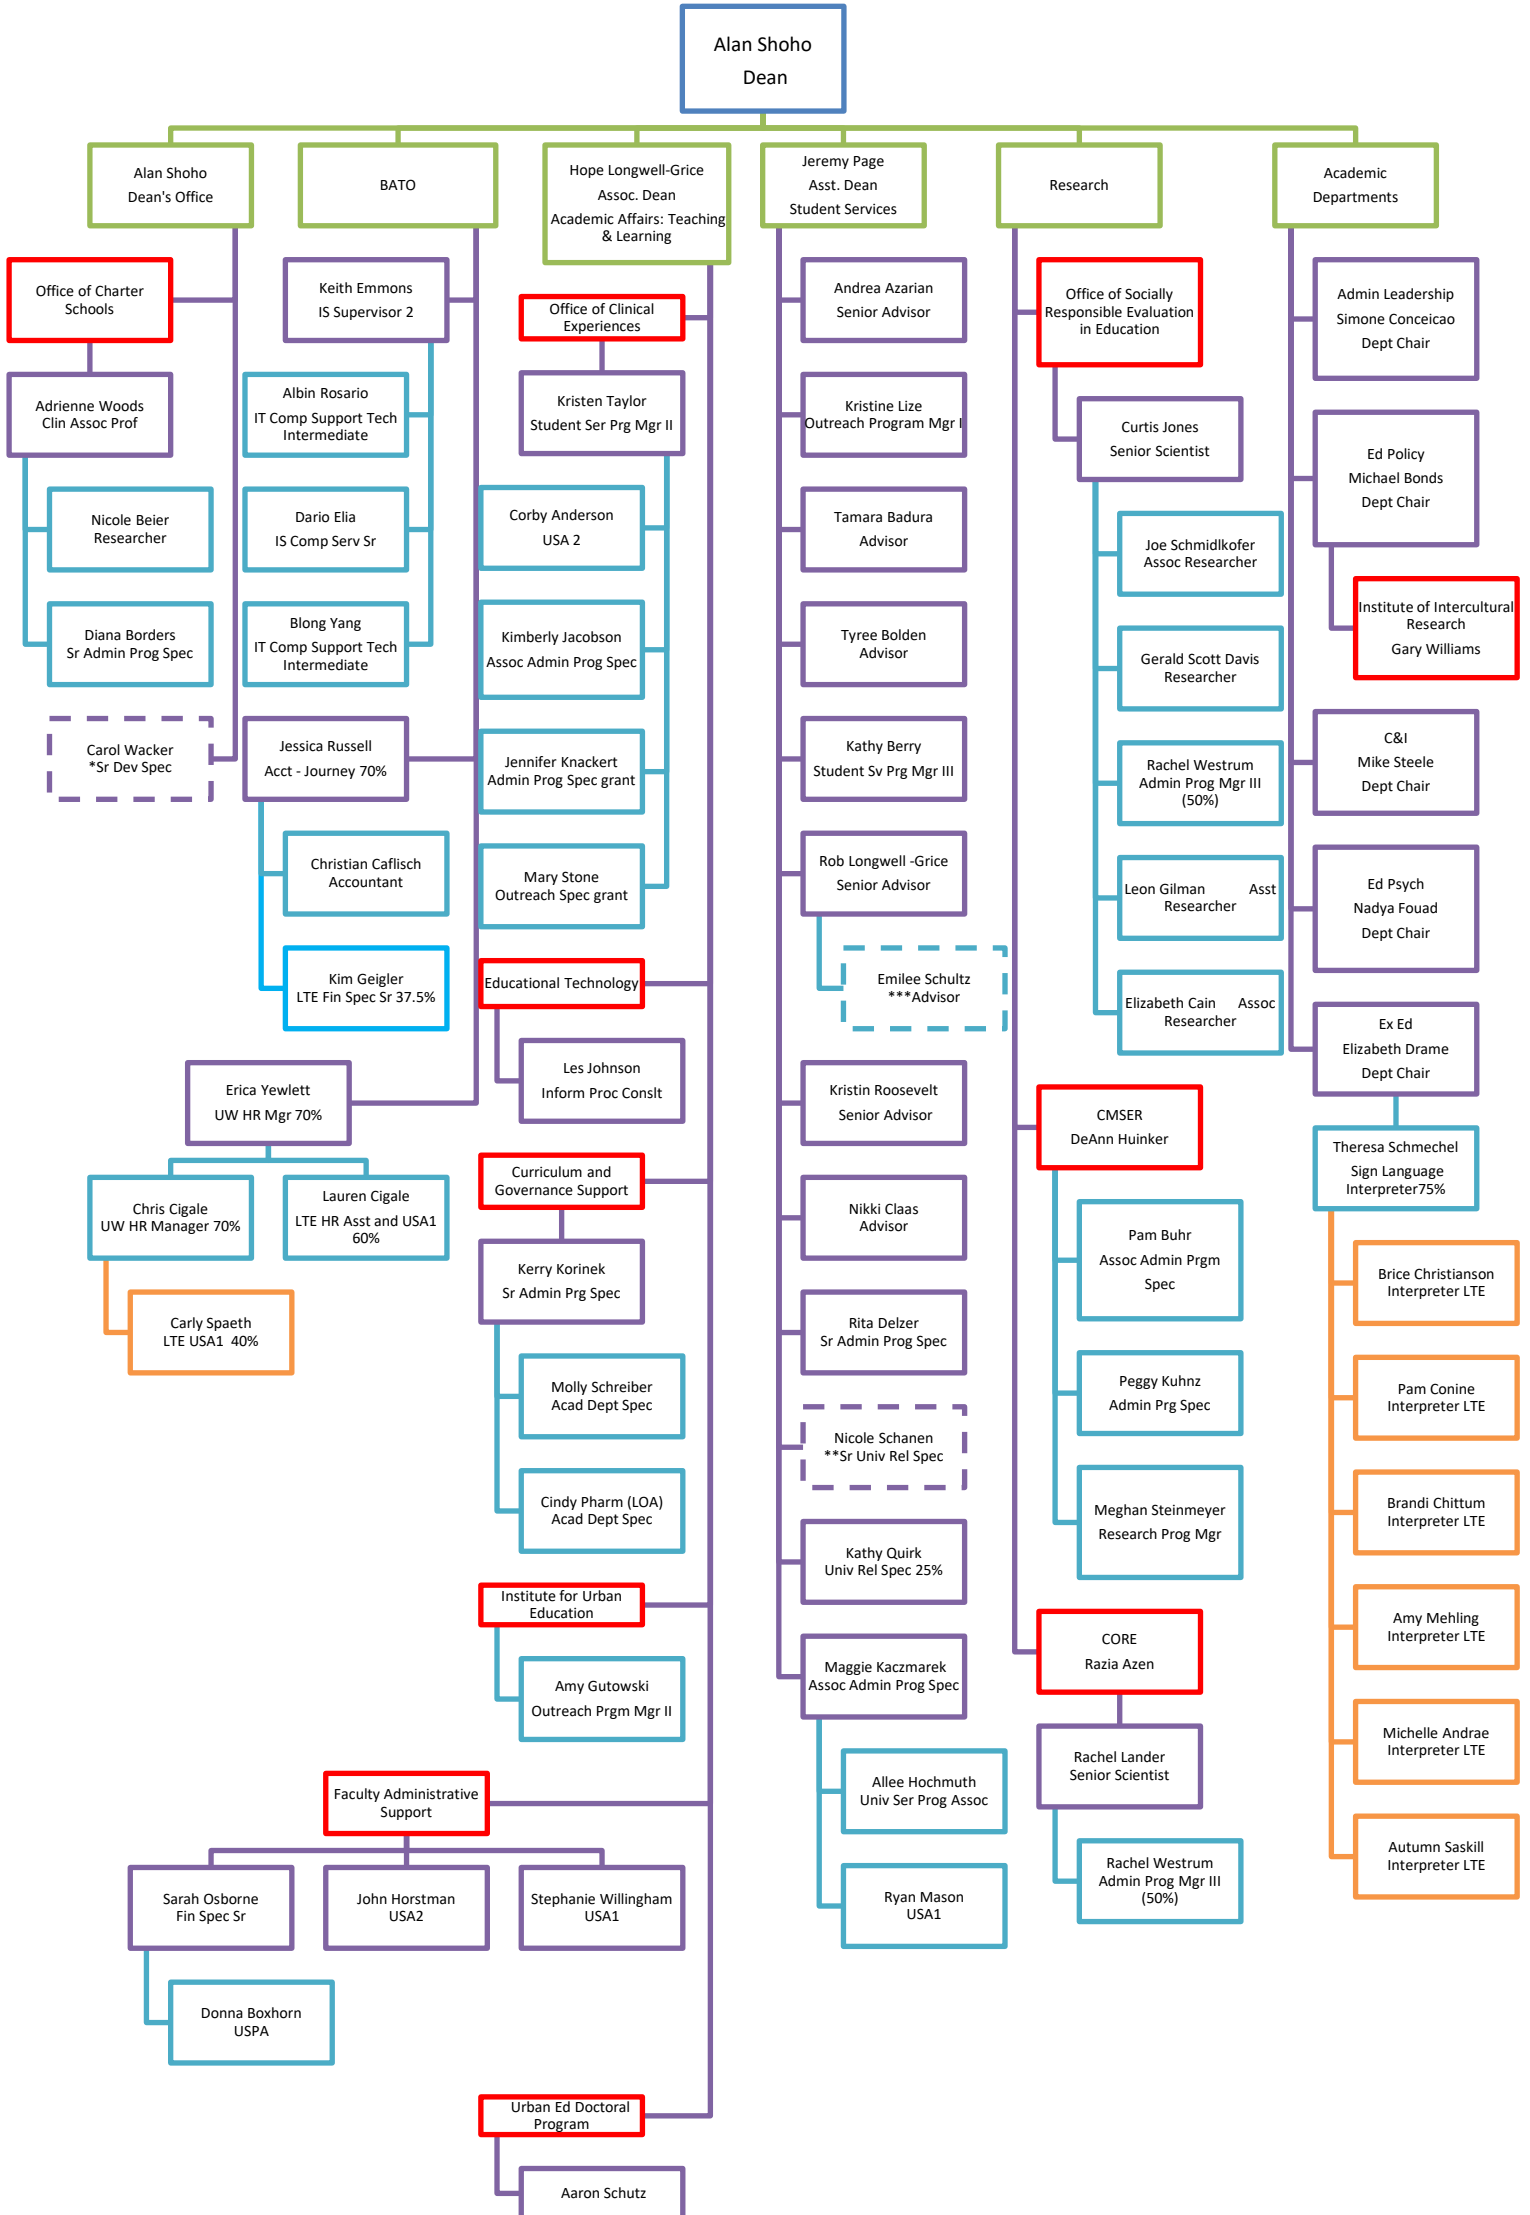 Alan Shoho
Dean
Alan Shoho
Dean's Office
BATO
Hope Longwell-Grice
Assoc. Dean
Academic Affairs: Teaching
& Learning
Jeremy Page
Asst. Dean
Student Services
Research
Academic
Departments
Office of Charter
Schools
Adrienne Woods
Clin Assoc Prof
Nicole Beier
Researcher
Diana Borders
Sr Admin Prog Spec
Carol Wacker
*Sr Dev Spec
Keith Emmons
IS Supervisor 2
Albin Rosario
IT Comp Support Tech
Intermediate
Dario Elia
IS Comp Serv Sr
Blong Yang
IT Comp Support Tech
Intermediate
Jessica Russell
Acct - Journey 70%
Christian Caflisch
Accountant
Kim Geigler
LTE Fin Spec Sr 37.5%
Erica Yewlett
UW HR Mgr 70%
Chris Cigale
UW HR Manager 70%
Lauren Cigale
LTE HR Asst and USA1
60%
Carly Spaeth
LTE USA1 40%
Office of Clinical
Experiences
Kristen Taylor
Student Ser Prg Mgr II
Corby Anderson
USA 2
Kimberly Jacobson
Assoc Admin Prog Spec
Jennifer Knackert
Admin Prog Spec grant
Mary Stone
Outreach Spec grant
Educational Technology
Les Johnson
Inform Proc Conslt
Curriculum and
Governance Support
Kerry Korinek
Sr Admin Prg Spec
Molly Schreiber
Acad Dept Spec
Cindy Pharm (LOA)
Acad Dept Spec
Institute for Urban
Education
Amy Gutowski
Outreach Prgm Mgr II
Faculty Administrative
Support
Sarah Osborne
Fin Spec Sr
John Horstman
USA2
Stephanie Willingham
USA1
Donna Boxhorn
USPA
Urban Ed Doctoral
Program
Aaron Schutz
Andrea Azarian
Senior Advisor
Kristine Lize
Outreach Program Mgr I
Tamara Badura
Advisor
Tyree Bolden
Advisor
Kathy Berry
Student Sv Prg Mgr III
Rob Longwell -Grice
Senior Advisor
Emilee Schultz
***Advisor
Kristin Roosevelt
Senior Advisor
Nikki Claas
Advisor
Rita Delzer
Sr Admin Prog Spec
Nicole Schanen
**Sr Univ Rel Spec
Kathy Quirk
Univ Rel Spec 25%
Maggie Kaczmarek
Assoc Admin Prog Spec
Allee Hochmuth
Univ Ser Prog Assoc
Ryan Mason
USA1
Office of Socially
Responsible Evaluation
in Education
Curtis Jones
Senior Scientist
Joe Schmidlkofer
Assoc Researcher
Gerald Scott Davis
Researcher
Rachel Westrum
Admin Prog Mgr III
(50%)
Leon Gilman Asst
Researcher
Elizabeth Cain Assoc
Researcher
CMSER
DeAnn Huinker
Pam Buhr
Assoc Admin Prgm
Spec
Peggy Kuhnz
Admin Prg Spec
Meghan Steinmeyer
Research Prog Mgr
CORE
Razia Azen
Rachel Lander
Senior Scientist
Rachel Westrum
Admin Prog Mgr III
(50%)
Admin Leadership
Simone Conceicao
Dept Chair
Ed Policy
Michael Bonds
Dept Chair
Institute of Intercultural
Research
Gary Williams
C&I
Mike Steele
Dept Chair
Ed Psych
Nadya Fouad
Dept Chair
Ex Ed
Elizabeth Drame
Dept Chair
Theresa Schmechel
Sign Language
Interpreter75%
Brice Christianson
Interpreter LTE
Pam Conine
Interpreter LTE
Brandi Chittum
Interpreter LTE
Amy Mehling
Interpreter LTE
Michelle Andrae
Interpreter LTE
Autumn Saskill
Interpreter LTE